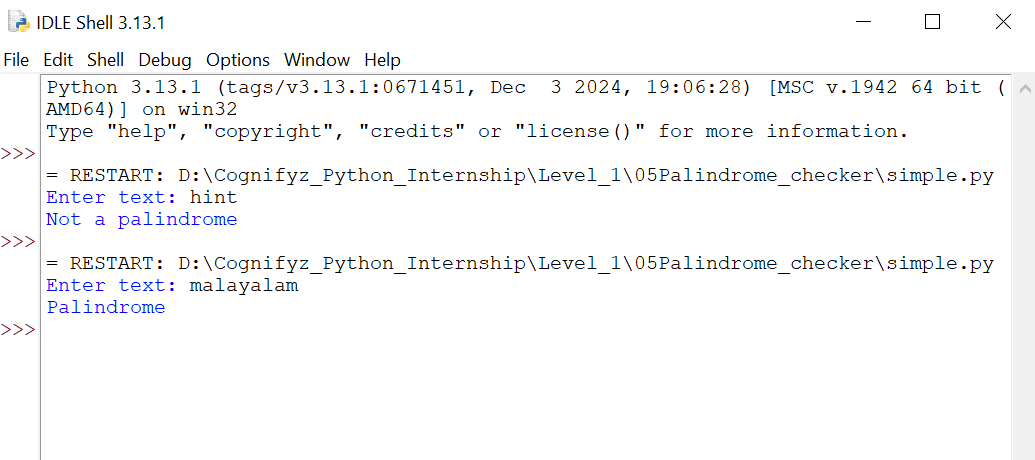 IDLE Shell 3.13.1
File Edit Shell Debug Options Window Help
Python 3.13.1 (tags/v3.13.1:0671451, Dec  3 2024, 19:06:28) [MSC v.1942 64 bit (
AMD64)] on win32
Type "help", "copyright", "credits" or "license()" for more information.
>>>
= RESTART: D:\Cognifyz_Python_Internship\Level_1\05Palindrome_checker\simple.py
Enter text: hint
Not a palindrome
>>>
= RESTART: D:\Cognifyz_Python_Internship\Level_1\05Palindrome_checker\simple.py
Enter text: malayalam
Palindrome
>>>